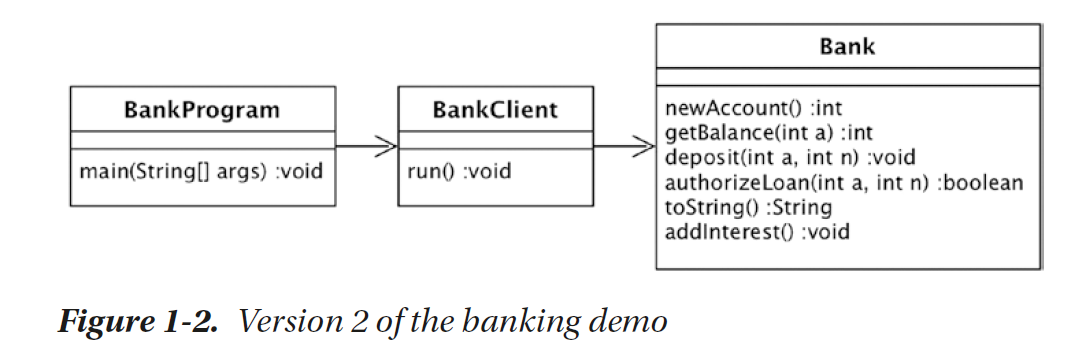 BankProgram
main(String[] args) :void
BankClient
run() :void
Bank
newAccount() :int
getBalance(int a) :int
deposit(int a, int n) :void
authorizeLoan(int a, int n) :boolean
toString() :String
addInterest() :void
Figure 1-2. Version 2 of the banking demo